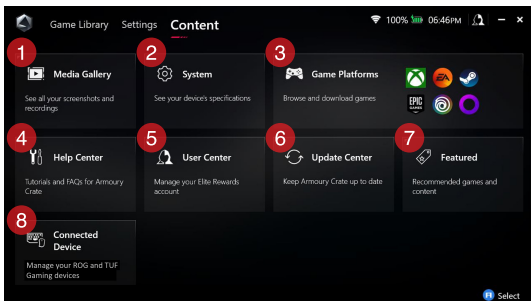 Game Library Settings Content 100% 06:46PM
1 2 3
Media Gallery System Game Platforms
See all your screenshots and recordings
See your device's specifications
Browse and download games
EA
EPIC GAMES
4 5 6 7
Help Center User Center Update Center Featured
Tutorials and FAQs for Armoury Crate
Manage your Elite Rewards account
Keep Armoury Crate up to date
Recommended games and content
8
Connected
Device
Manage your ROG and TUF
Gaming devices
Select